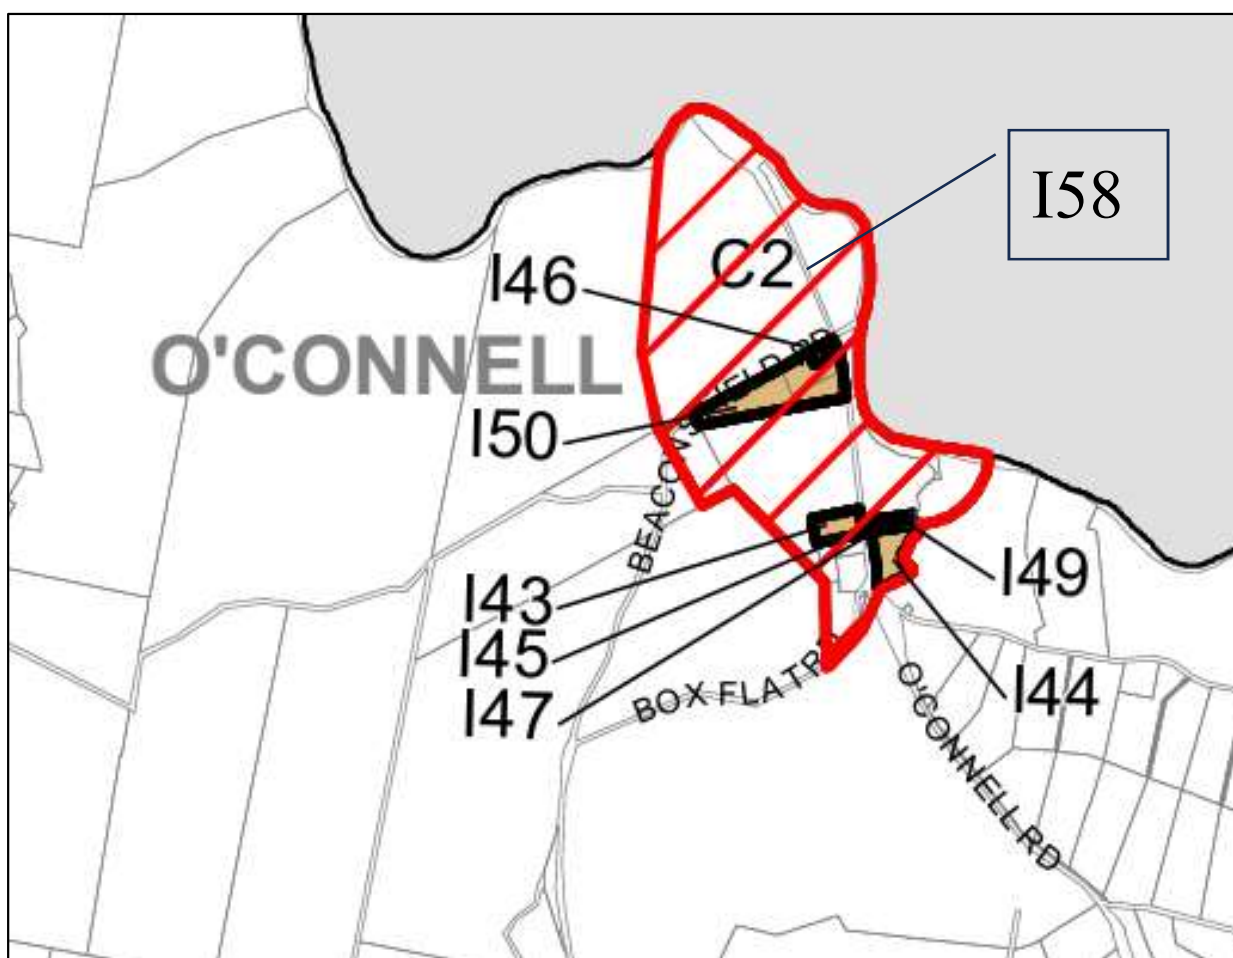 I58
C2
I46
O'CONNELL
I50
BEACONSFIELD RD
I43
I49
I45
I44
I47
BOX FLAT RD
O'CONNELL RD